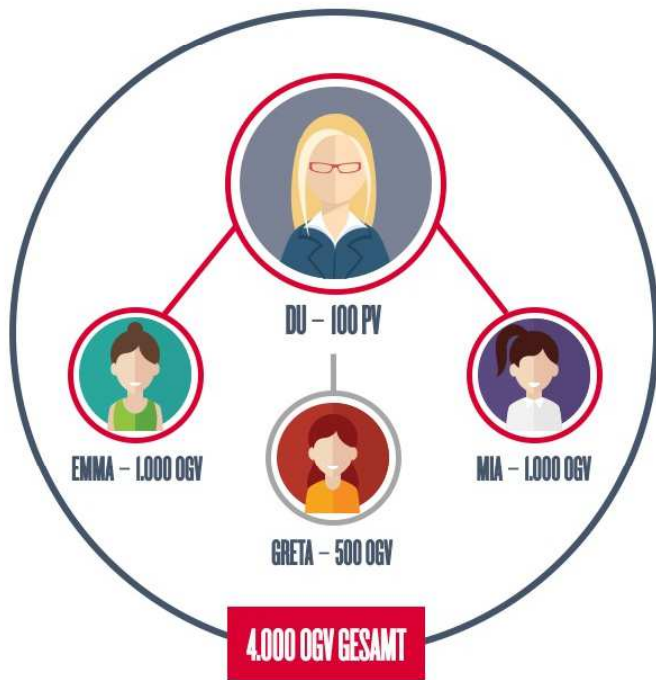 DU – 100 PV
EMMA – 1.000 OGV
MIA – 1.000 OGV
GRETA – 500 OGV
4.000 OGV GESAMT